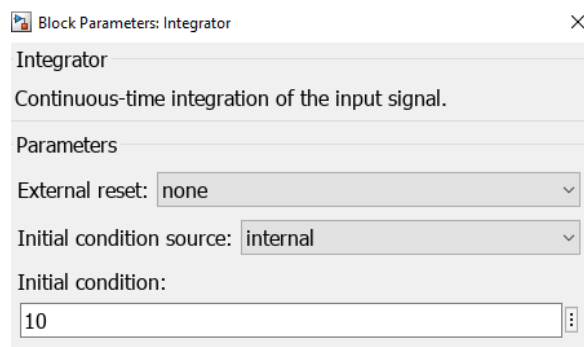 Block Parameters: Integrator
Integrator
Continuous-time integration of the input signal.
Parameters
External reset: none
Initial condition source: internal
Initial condition:
10